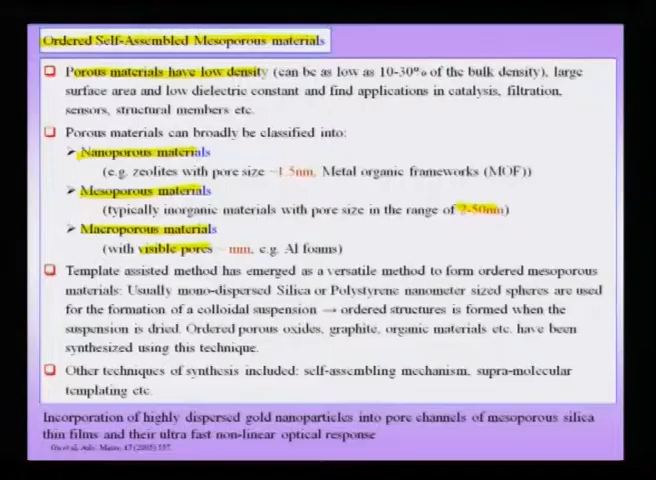 Ordered Self-Assembled Mesoporous materials
Porous materials have low density (can be as low as 10-30% of the bulk density), large
surface area and low dielectric constant and find applications in catalysis, filtration,
sensors, structural members etc.
Porous materials can broadly be classified into:
Nanoporous materials
(e.g. zeolites with pore size ~1.5nm, Metal organic frameworks (MOF))
Mesoporous materials
(typically inorganic materials with pore size in the range of 2-50nm)
Macroporous materials
(with visible pores ~ mm, e.g. Al foams)
Template assisted method has emerged as a versatile method to form ordered mesoporous
materials: Usually mono-dispersed Silica or Polystyrene nanometer sized spheres are used
for the formation of a colloidal suspension → ordered structures is formed when the
suspension is dried. Ordered porous oxides, graphite, organic materials etc. have been
synthesized using this technique.
Other techniques of synthesis included: self-assembling mechanism, supra-molecular
templating etc.
Incorporation of highly dispersed gold nanoparticles into pore channels of mesoporous silica
thin films and their ultra fast non-linear optical response
et al, Adv. Mater. 17 (2005) 557.